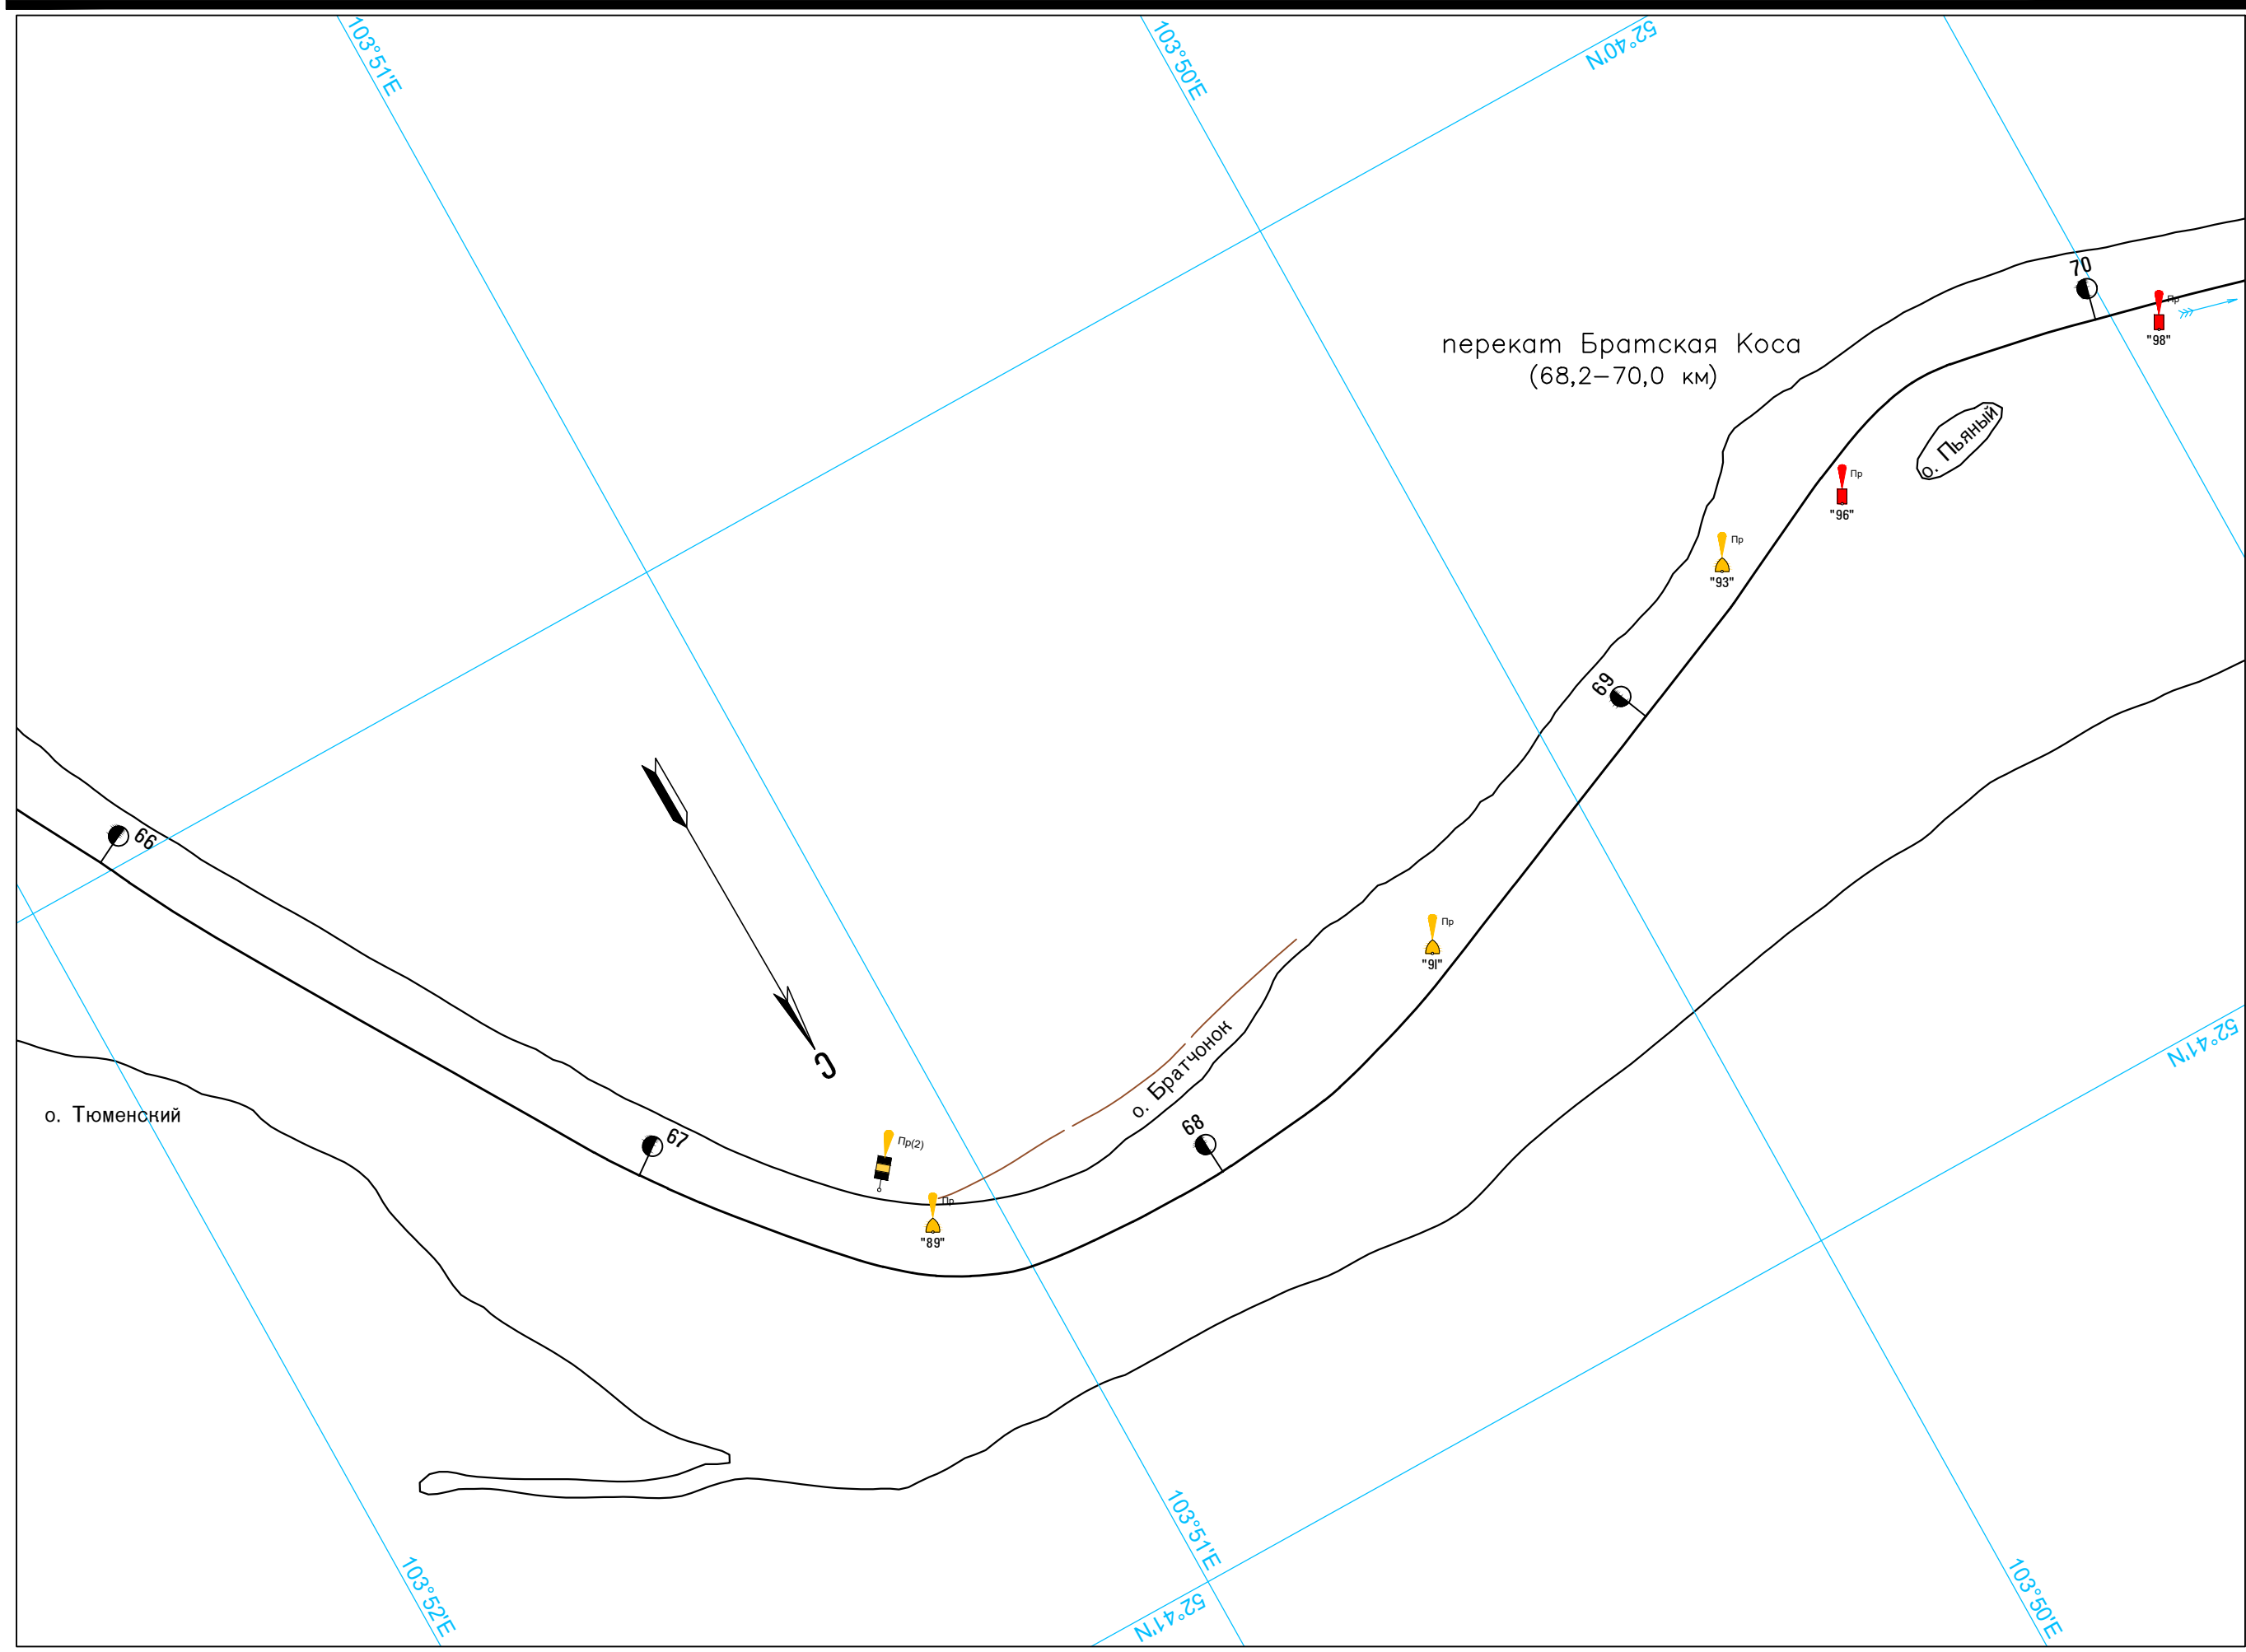 103°51'E
103°50'E
52°40'N
70
Пр
"98"
перекат Братская Коса
(68,2–70,0 км)
о. Пьяный
Пр
"96"
Пр
"93"
69
66
Пр
"91"
о. Братчонок
52°41'N
С
о. Тюменский
67
Пр(2)
68
Пр
"89"
103°51'E
103°52'E
52°41'N
103°50'E